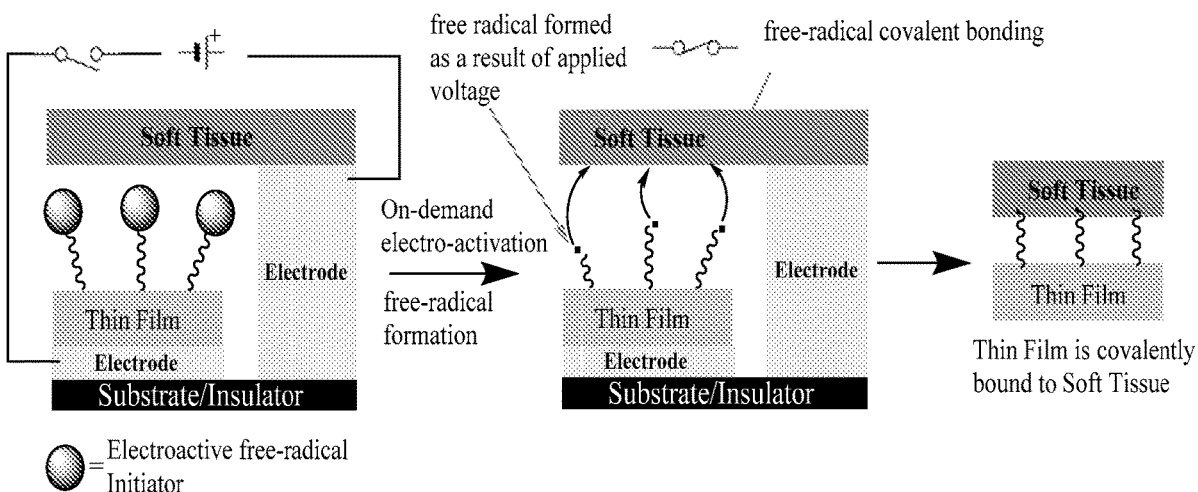 +
Soft Tissue
Electrode
Thin Film
Electrode
Substrate/Insulator
= Electroactive free-radical
Initiator
On-demand
electro-activation
free-radical
formation
free radical formed
as a result of applied
voltage
free-radical covalent bonding
Soft Tissue
Electrode
Thin Film
Electrode
Substrate/Insulator
Soft Tissue
Thin Film
Thin Film is covalently
bound to Soft Tissue